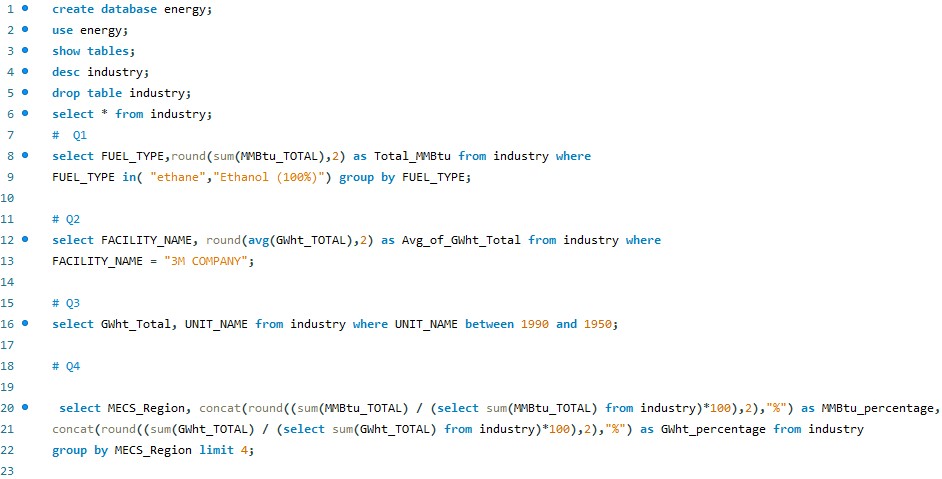 1 create database energy;
2 use energy;
3 show tables;
4 desc industry;
5 drop table industry;
6 select * from industry;
7 # Q1
8 select FUEL_TYPE,round(sum(MMBtu_TOTAL),2) as Total_MMBtu from industry where
9 FUEL_TYPE in( "ethane","Ethanol (100%)") group by FUEL_TYPE;
10
11 # Q2
12 select FACILITY_NAME, round(avg(GWht_TOTAL),2) as Avg_of_GWht_Total from industry where
13 FACILITY_NAME = "3M COMPANY";
14
15 # Q3
16 select GWht_Total, UNIT_NAME from industry where UNIT_NAME between 1990 and 1950;
17
18 # Q4
19
20 select MECS_Region, concat(round((sum(MMBtu_TOTAL) / (select sum(MMBtu_TOTAL) from industry)*100),2),"%") as MMBtu_percentage,
21 concat(round((sum(GWht_TOTAL) / (select sum(GWht_TOTAL) from industry)*100),2),"%") as GWht_percentage from industry
22 group by MECS_Region limit 4;
23